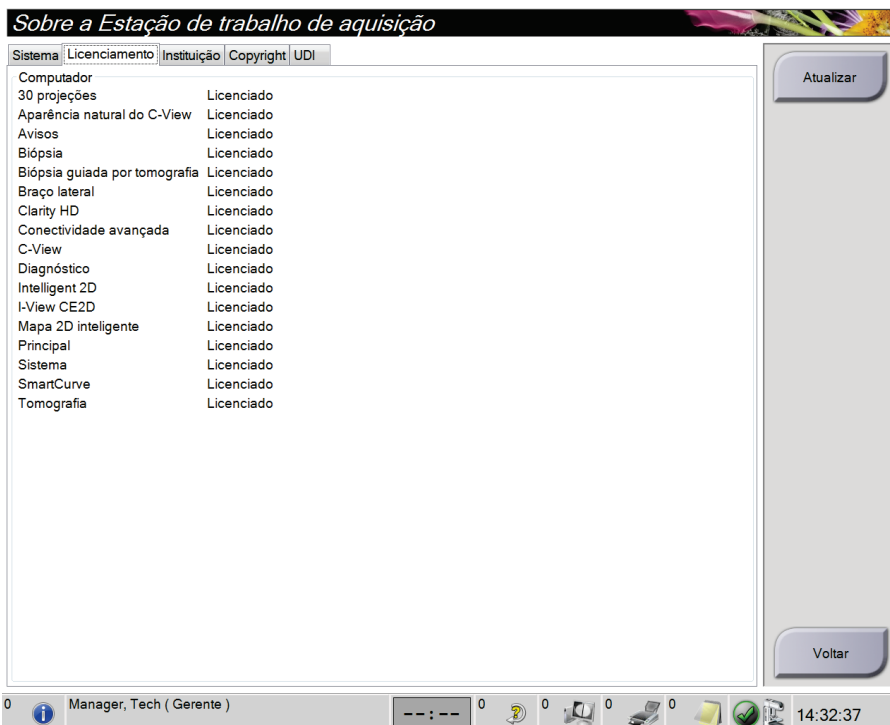 Sobre a Estação de trabalho de aquisição
Sistema Licenciamento Instituição Copyright UDI
Computador
30 projeções Licenciado
Aparência natural do C-View Licenciado
Avisos Licenciado
Biópsia Licenciado
Biópsia guiada por tomografia Licenciado
Braço lateral Licenciado
Clarity HD Licenciado
Conectividade avançada Licenciado
C-View Licenciado
Diagnóstico Licenciado
Intelligent 2D Licenciado
I-View CE2D Licenciado
Mapa 2D inteligente Licenciado
Principal Licenciado
Sistema Licenciado
SmartCurve Licenciado
Tomografia Licenciado
Atualizar
Voltar
0 Manager, Tech ( Gerente ) --:-- 0 0 0 0 14:32:37